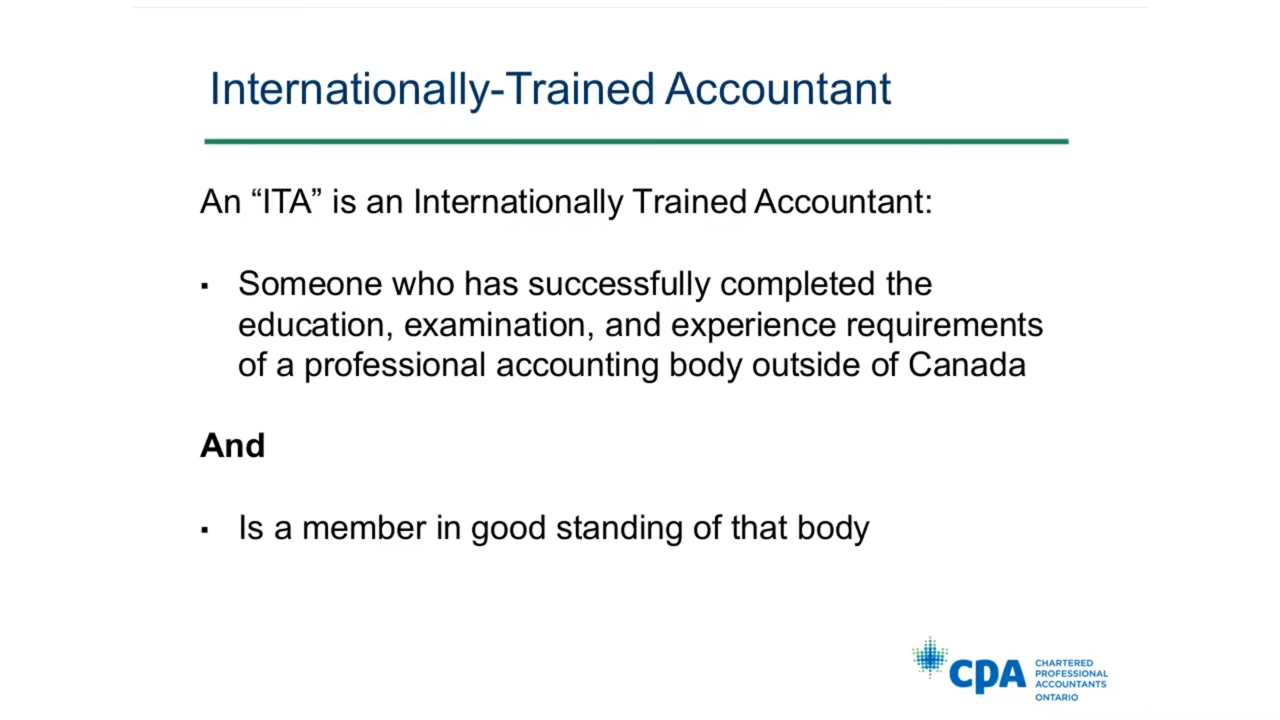 Internationally-Trained Accountant
An “ITA” is an Internationally Trained Accountant:
▪ Someone who has successfully completed the
education, examination, and experience requirements
of a professional accounting body outside of Canada
And
▪ Is a member in good standing of that body
CPA
CHARTERED
PROFESSIONAL
ACCOUNTANTS
ONTARIO